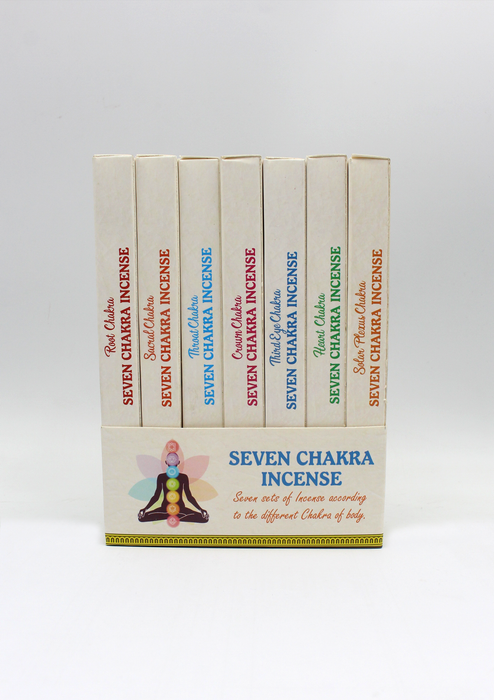 Root Chakra
SEVEN CHAKRA INCENSE
Sacral Chakra
SEVEN CHAKRA INCENSE
Throat Chakra
SEVEN CHAKRA INCENSE
Crown Chakra
SEVEN CHAKRA INCENSE
Third Eye Chakra
SEVEN CHAKRA INCENSE
Heart Chakra
SEVEN CHAKRA INCENSE
Solar Plexus Chakra
SEVEN CHAKRA INCENSE
SEVEN CHAKRA
INCENSE
Seven sets of Incense according
to the different Chakra of body.